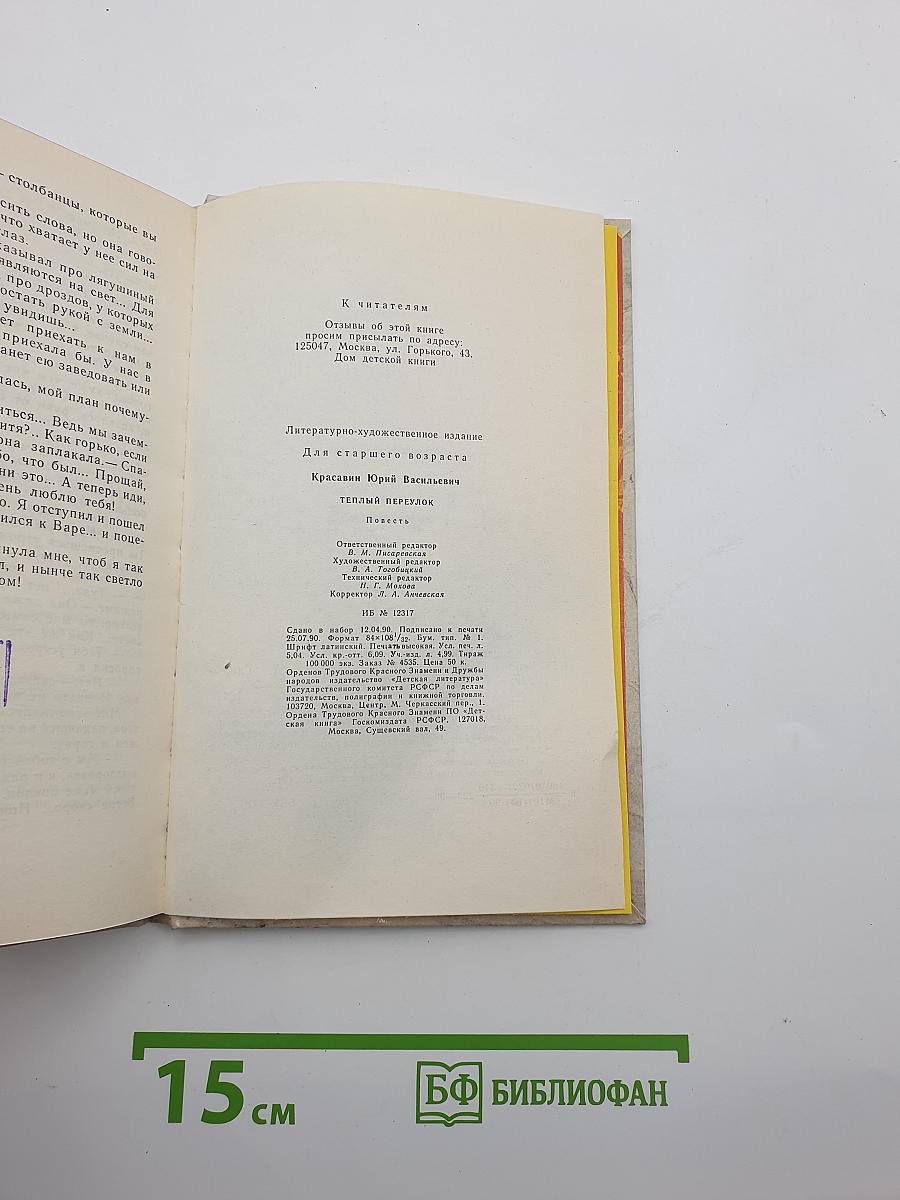 - столбанцы, которые вы
сить слова, но она гово-
что хватает у нее сил на
глаз.
казывал про лягушиный
являются на свет... Для
про дроздов, у которых
остать рукой с земли...
увидишь...
ет приехать к нам в
приехала бы. У нас в
анет ею заведовать или
лась, мой план почему-
иться... Ведь мы зачем-
итя?.. Как горько, если
она заплакала.— Спа-
бо, что был... Прощай,
ни это... А теперь иди,
ень люблю тебя!
о. Я отступил и пошел
ился к Варе... и поце-
нула мне, чтоб я так
л, и нынче так светло
ом!
К читателям
Отзывы об этой книге
просим присылать по адресу:
125047, Москва, ул. Горького, 43.
Дом детской книги
Литературно-художественное издание
Для старшего возраста
Красавин Юрий Васильевич
ТЕПЛЫЙ ПЕРЕУЛОК
Повесть
Ответственный редактор
В. М. Писаревская
Художественный редактор
В. А. Тогобицкий
Технический редактор
Н. Г. Мохова
Корректор Л. А. Анчевская
ИБ № 12317
Сдано в набор 12.04.90. Подписано к печати
25.07.90. Формат 84×108 1/32. Бум. тип. № 1.
Шрифт латинский. Печать высокая. Усл. печ. л.
5,04. Усл. кр.-отт. 6,09. Уч.-изд. л. 4,99. Тираж
100 000 экз. Заказ № 4535. Цена 50 к.
Орденов Трудового Красного Знамени и Дружбы
народов издательство «Детская литература»
Государственного комитета РСФСР по делам
издательств, полиграфии и книжной торговли.
103720, Москва, Центр, М. Черкасский пер., 1.
Ордена Трудового Красного Знамени ПО «Дет-
ская книга» Госкомиздата РСФСР. 127018,
Москва, Сущевский вал, 49.
15 см
БФ БИБЛИОФАН